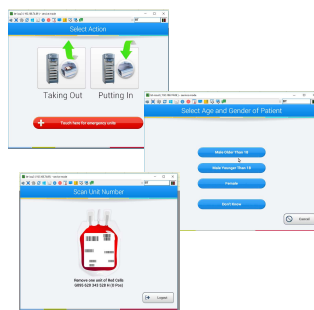 Select Action
Taking Out
Putting In
Touch here for emergency units
Select Age and Gender of Patient
Male Older Than 18
Male Younger Than 18
Female
Don't Know
Cancel
Scan Unit Number
Remove one unit of Red Cells
Logout